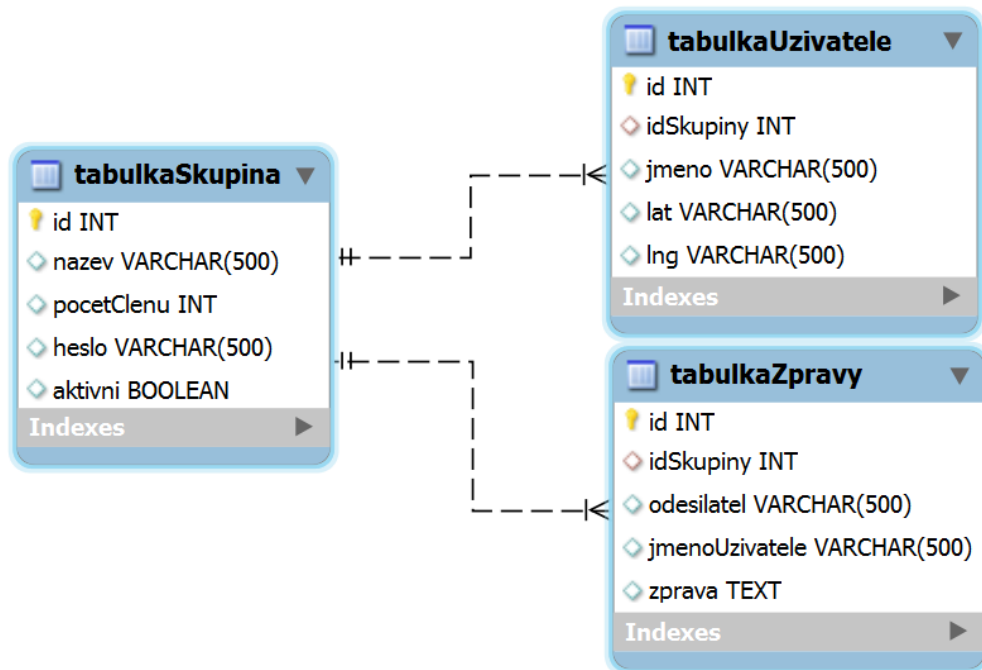 tabulkaSkupina
id INT
nazev VARCHAR(500)
pocetClenu INT
heslo VARCHAR(500)
aktivni BOOLEAN
Indexes
tabulkaUzivatele
id INT
idSkupiny INT
jmeno VARCHAR(500)
lat VARCHAR(500)
lng VARCHAR(500)
Indexes
tabulkaZpravy
id INT
idSkupiny INT
odesilatel VARCHAR(500)
jmenoUzivatele VARCHAR(500)
zprava TEXT
Indexes